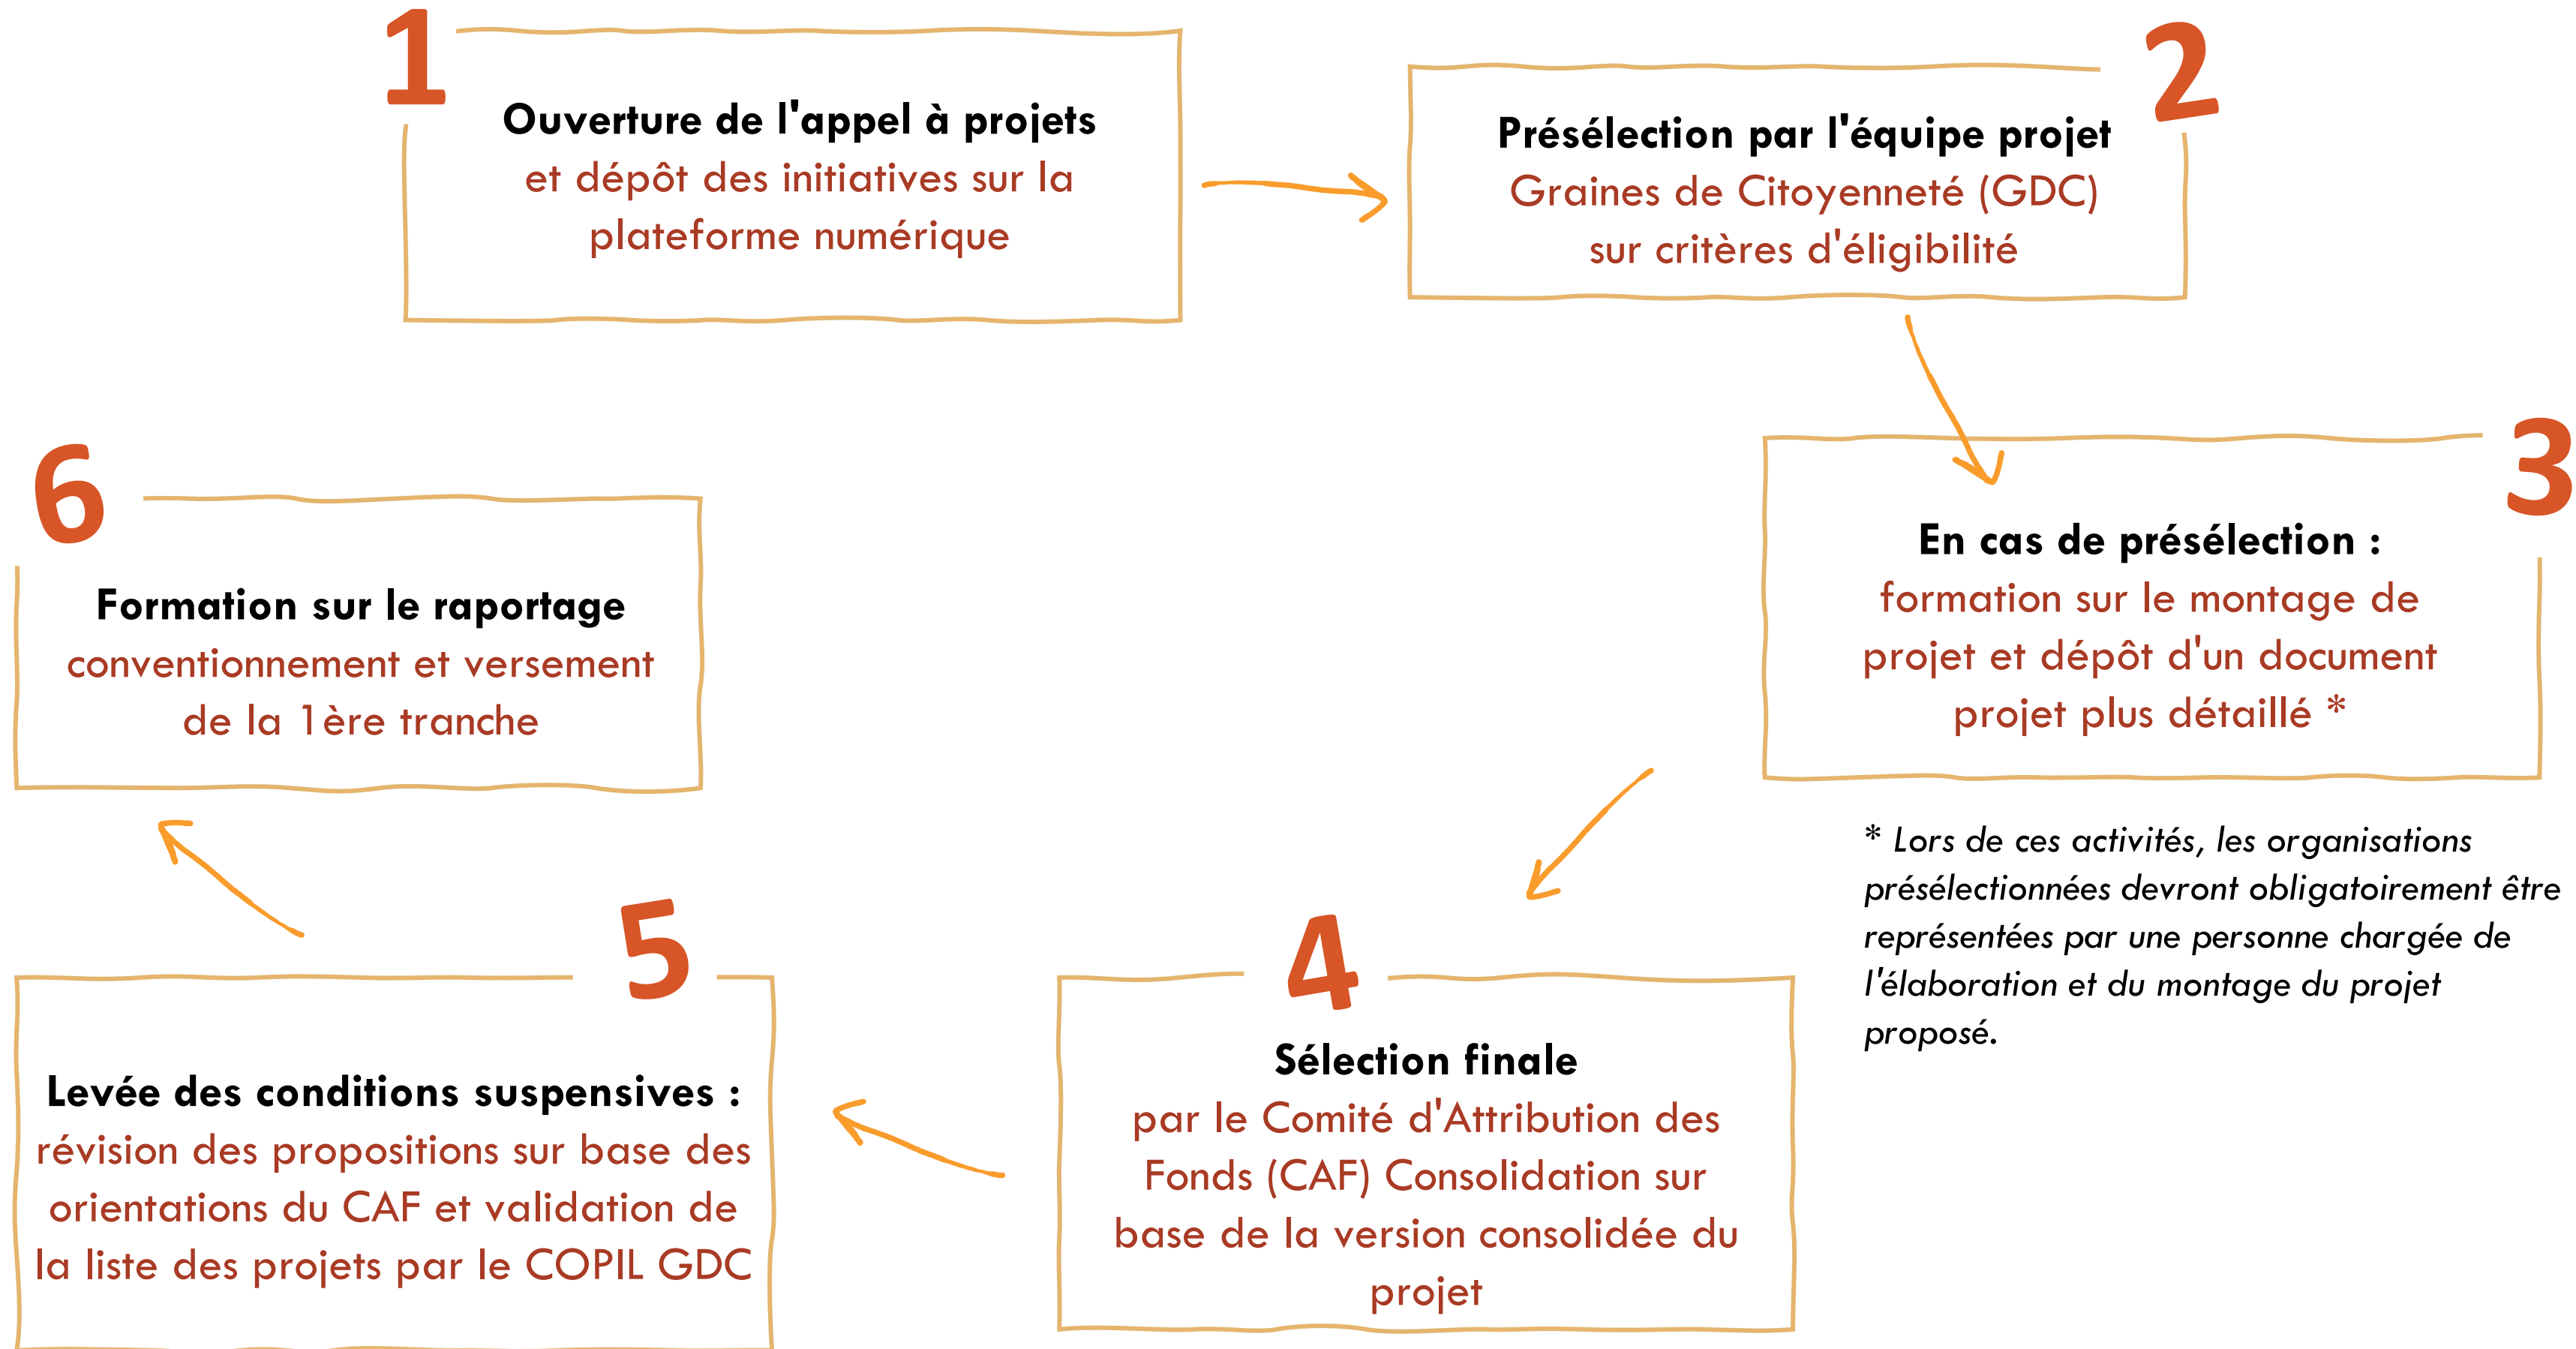 1
Ouverture de l'appel à projets
et dépôt des initiatives sur la
plateforme numérique
2
Présélection par l'équipe projet
Graines de Citoyenneté (GDC)
sur critères d'éligibilité
3
En cas de présélection :
formation sur le montage de
projet et dépôt d'un document
projet plus détaillé *
* Lors de ces activités, les organisations
présélectionnées devront obligatoirement être
représentées par une personne chargée de
l'élaboration et du montage du projet
proposé.
4
Sélection finale
par le Comité d'Attribution des
Fonds (CAF) Consolidation sur
base de la version consolidée du
projet
5
Levée des conditions suspensives :
révision des propositions sur base des
orientations du CAF et validation de
la liste des projets par le COPIL GDC
6
Formation sur le raportage
conventionnement et versement
de la 1ère tranche